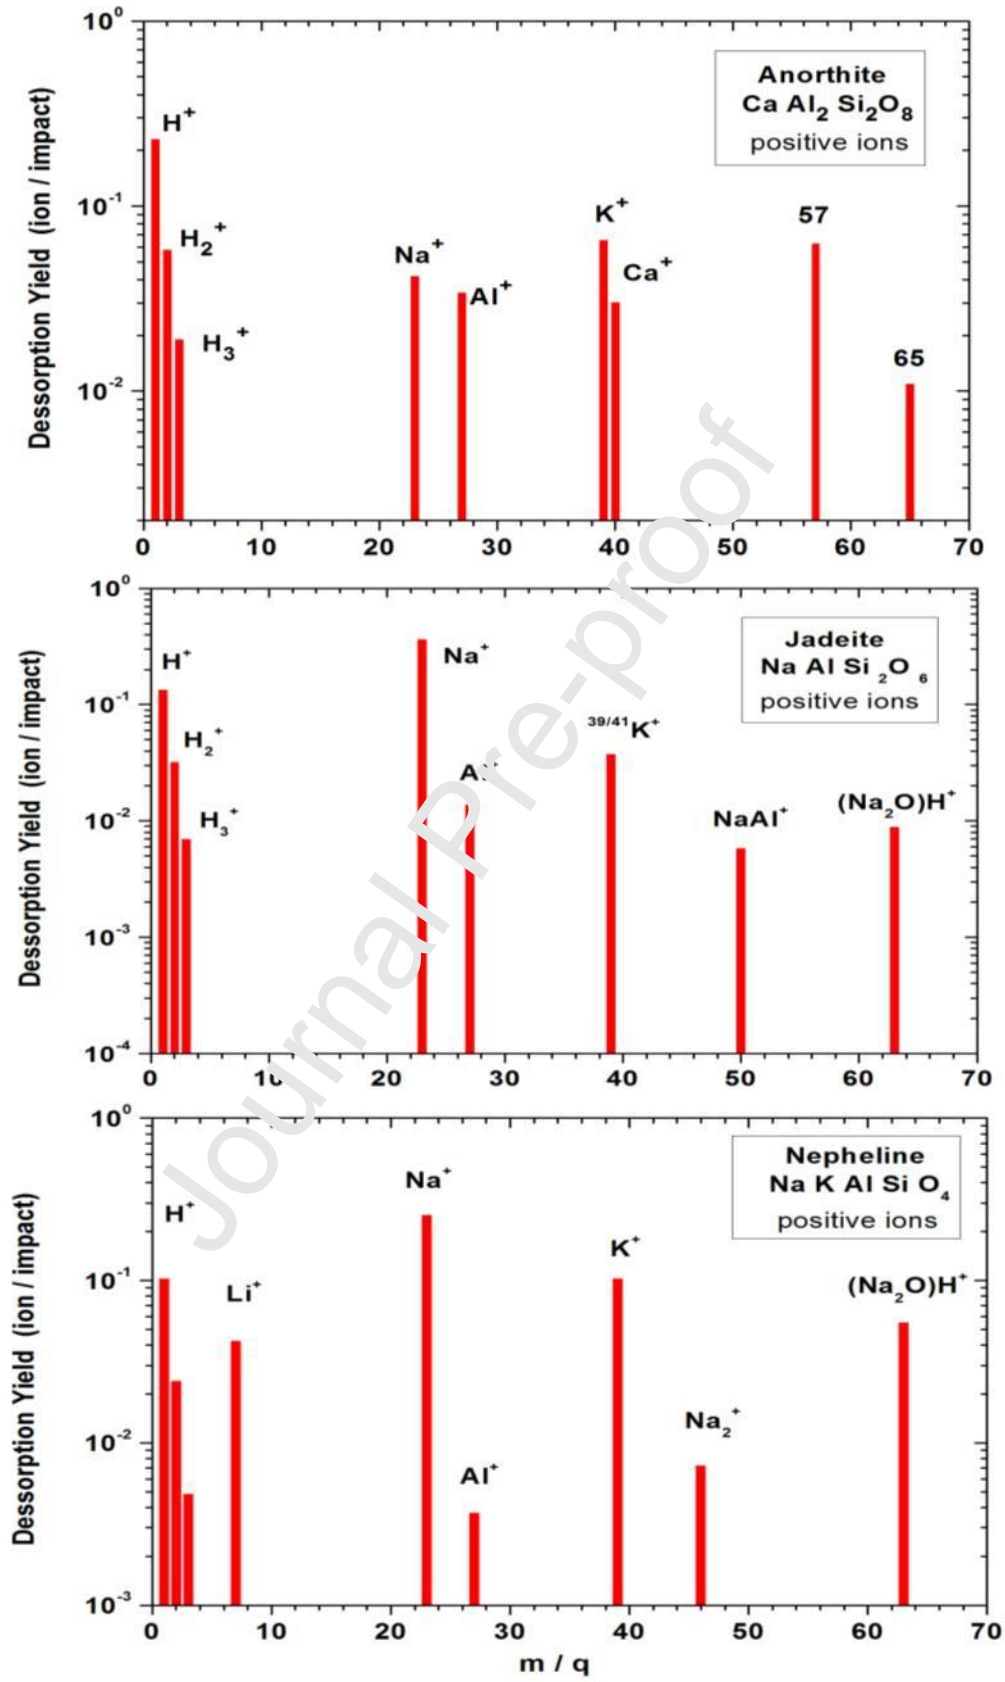 10⁰
Anorthite
Ca Al₂ Si₂O₈
positive ions
H⁺
H₂⁺
H₃⁺
Na⁺
Al⁺
K⁺
Ca⁺
57
65
10⁻¹
10⁻²
Dessorption Yield (ion / impact)
0 10 20 30 40 50 60 70
10⁰
Jadeite
Na Al Si ₂O ₆
positive ions
H⁺
H₂⁺
H₃⁺
Na⁺
³⁹/⁴¹K⁺
NaAl⁺
(Na₂O)H⁺
10⁻¹
10⁻²
10⁻³
10⁻⁴
Dessorption Yield (ion / impact)
0 10 20 30 40 50 60 70
10⁰
Nepheline
Na K Al Si O₄
positive ions
H⁺
Li⁺
Na⁺
Al⁺
K⁺
Na₂⁺
(Na₂O)H⁺
10⁻¹
10⁻²
10⁻³
Dessorption Yield (ion / impact)
0 10 20 30 40 50 60 70
m / q
Journal Pre-proof